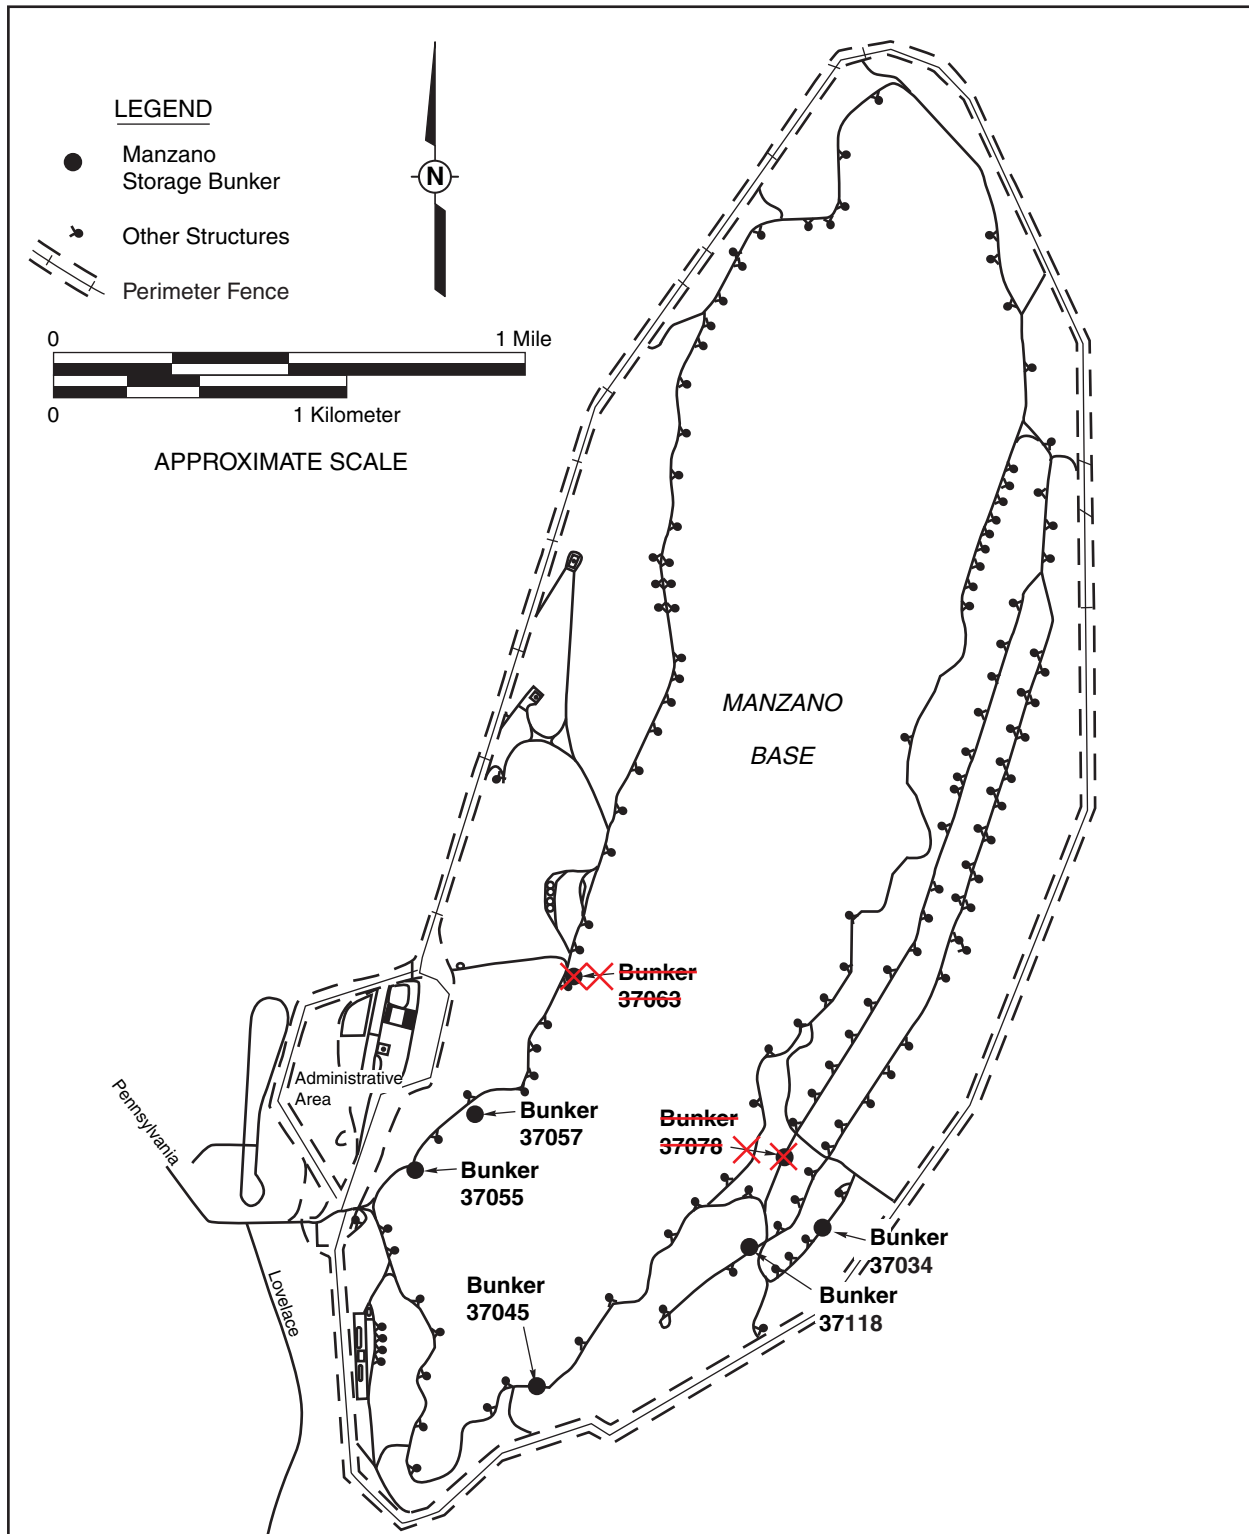 LEGEND
Manzano
Storage Bunker
Other Structures
Perimeter Fence
N
0 1 Mile
0 1 Kilometer
APPROXIMATE SCALE
MANZANO
BASE
Bunker
37063
Administrative
Area
Pennsylvania
Bunker
37057
Bunker
37078
Bunker
37055
Bunker
37034
Lovelace
Bunker
37045
Bunker
37118